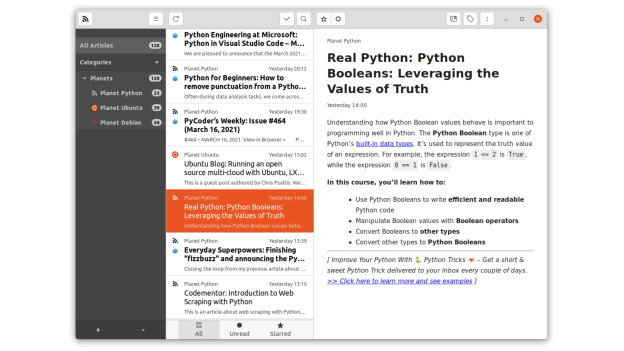 All Articles 120
Categories
Planets 120
Planet Python 23
Planet Ubuntu
Planet Debian
+ -
Python Engineering at Microsoft:
Python in Visual Studio Code – M...
We are pleased to announce that the March 2021...
Planet Python Yesterday 20:12
Python for Beginners: How to
remove punctuation from a Pytho...
Often during data analysis tasks, we come across...
Planet Python Yesterday 19:30
PyCoder's Weekly: Issue #464
(March 16, 2021)
#464 – MARCH 16, 2021 View in Browser » P...
Planet Ubuntu Yesterday 15:02
Ubuntu Blog: Running an open
source multi-cloud with Ubuntu, LX...
This is a guest post authored by Chris Psaltis. We...
Planet Python Yesterday 14:00
Real Python: Python Booleans:
Leveraging the Values of Truth
Understanding how Python Boolean values beha...
Planet Python Yesterday 13:39
Everyday Superpowers: Finishing
"fizzbuzz" and announcing the Py...
Closing the loop from my previous article about ...
Planet Python Yesterday 13:15
Codementor: Introduction to Web
Scraping with Python
This is an article about web scraping with Python...
All Unread Starred
Planet Python
Real Python: Python
Booleans: Leveraging the
Values of Truth
Yesterday 14:00
Understanding how Python Boolean values behave is important to
programming well in Python. The Python Boolean type is one of
Python's built-in data types. It's used to represent the truth value
of an expression. For example, the expression 1 <= 2 is True,
while the expression 0 == 1 is False.
In this course, you'll learn how to:
• Use Python Booleans to write efficient and readable
Python code
• Manipulate Boolean values with Boolean operators
• Convert Booleans to other types
• Convert other types to Python Booleans
[ Improve Your Python With 🐍 Python Tricks 💌 – Get a short &
sweet Python Trick delivered to your inbox every couple of days.
>> Click here to learn more and see examples ]